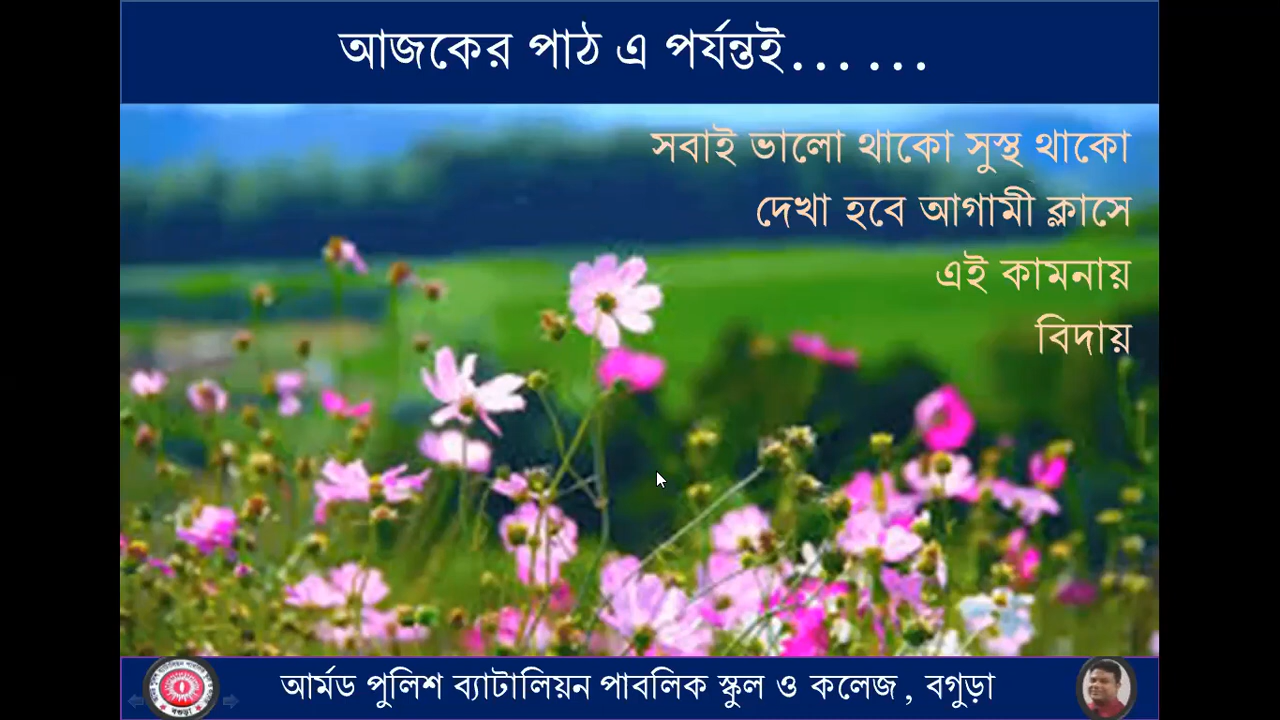 আজকের পাঠ এ পর্যন্তই... ...
সবাই ভালো থাকো সুস্থ থাকো
দেখা হবে আগামী ক্লাসে
এই কামনায়
বিদায়
আর্মড পুলিশ ব্যাটালিয়ন পাবলিক স্কুল ও কলেজ, বগুড়া